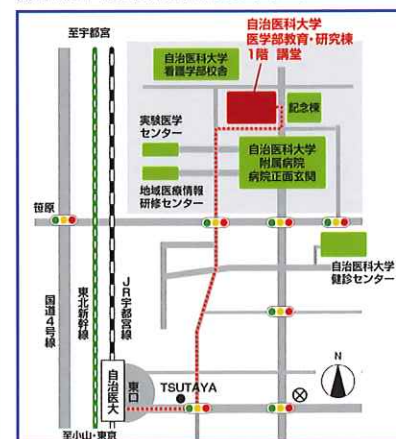 至宇都宮
自治医科大学
看護学部校舎
自治医科大学
医学部教育・研究棟
1階 講堂
記念棟
実験医学
センター
自治医科大学
附属病院
病院正面玄関
地域医療情報
研修センター
笹原
自治医科大学
健診センター
国道4号線
東北新幹線
JR宇都宮線
自治医大
東口
TSUTAYA
N
至小山・東京